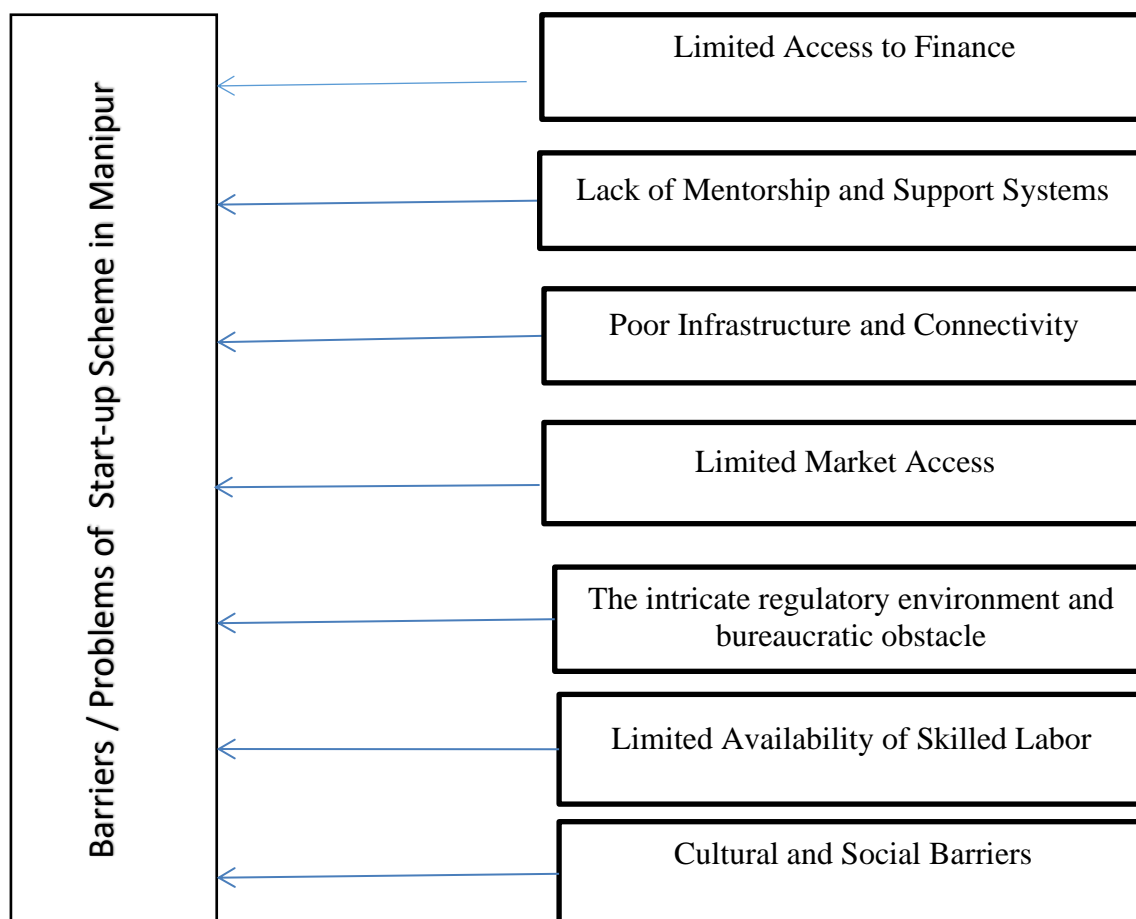 Barriers / Problems of Start-up Scheme in Manipur
Limited Access to Finance
Lack of Mentorship and Support Systems
Poor Infrastructure and Connectivity
Limited Market Access
The intricate regulatory environment and
bureaucratic obstacle
Limited Availability of Skilled Labor
Cultural and Social Barriers